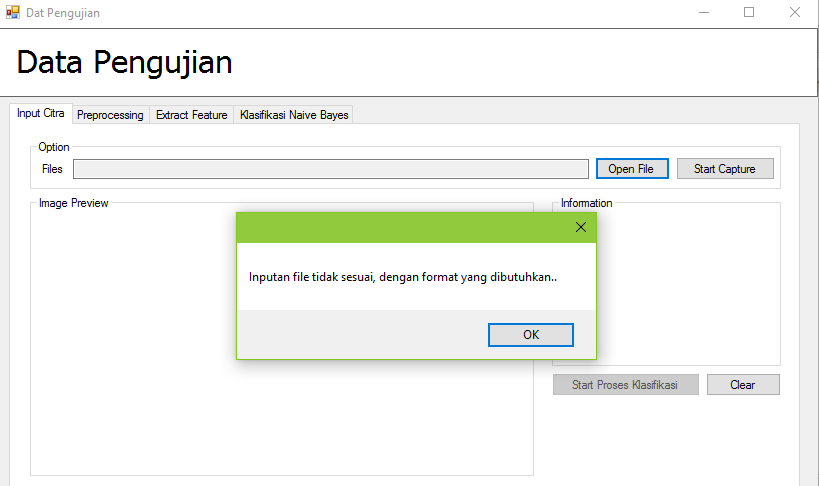 Dat Pengujian
Data Pengujian
Input Citra Preprocessing Extract Feature Klasifikasi Naive Bayes
Option
Files Open File Start Capture
Image Preview Information
Inputan file tidak sesuai, dengan format yang dibutuhkan..
OK
Start Proses Klasifikasi Clear